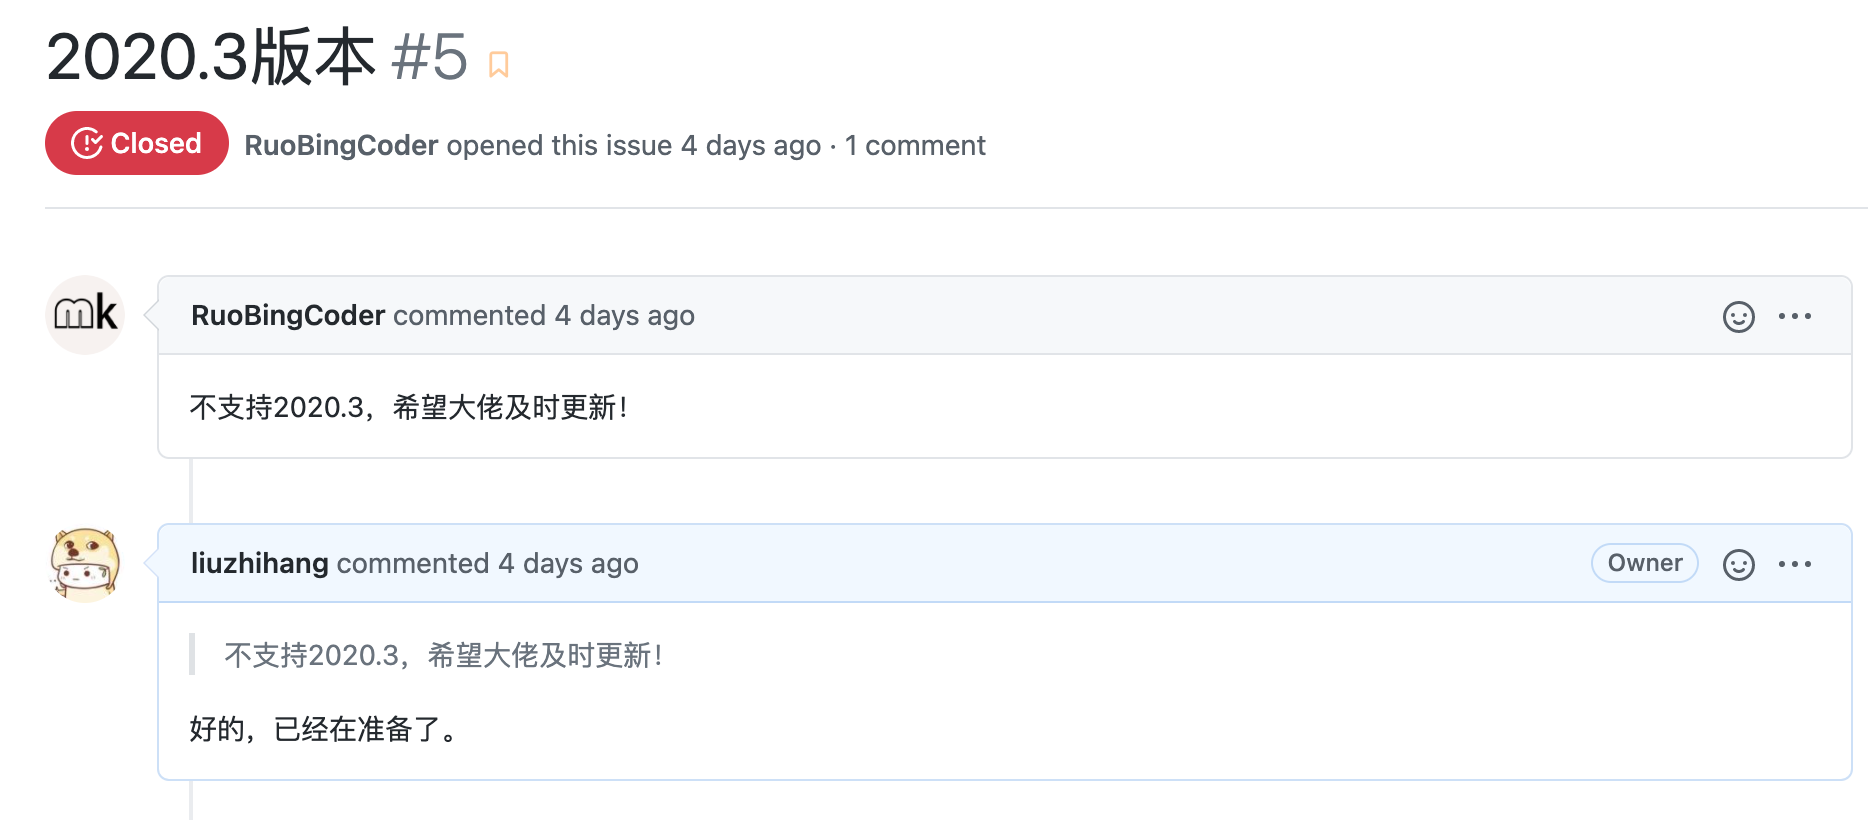 2020.3版本 #5
Closed RuoBingCoder opened this issue 4 days ago · 1 comment
mk
RuoBingCoder commented 4 days ago
不支持2020.3，希望大佬及时更新！
liuzhihang commented 4 days ago Owner
不支持2020.3，希望大佬及时更新！
好的，已经在准备了。